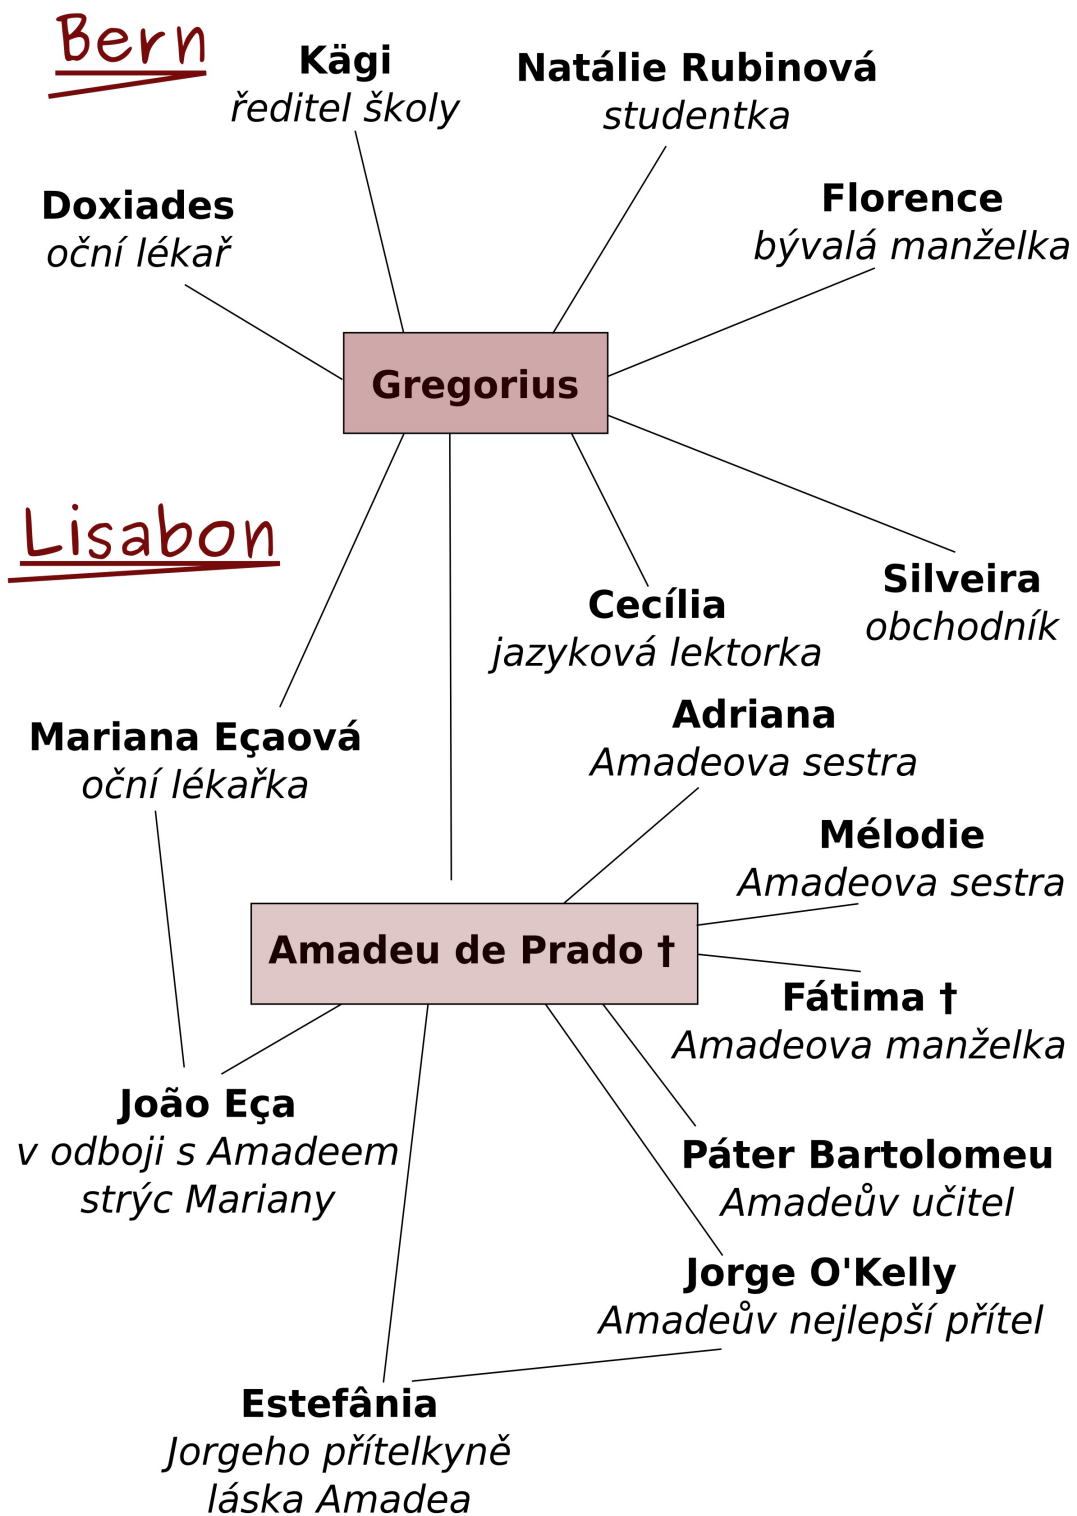 Bern
Kägi
ředitel školy
Natálie Rubinová
studentka
Doxiades
oční lékař
Florence
bývalá manželka
Gregorius
Lisabon
Cecília
jazyková lektorka
Silveira
obchodník
Mariana Eçaová
oční lékařka
Adriana
Amadeova sestra
Mélodie
Amadeova sestra
Amadeu de Prado †
Fátima †
Amadeova manželka
João Eça
v odboji s Amadeem
strýc Mariany
Páter Bartolomeu
Amadeův učitel
Jorge O'Kelly
Amadeův nejlepší přítel
Estefânia
Jorgeho přítelkyně
láska Amadea